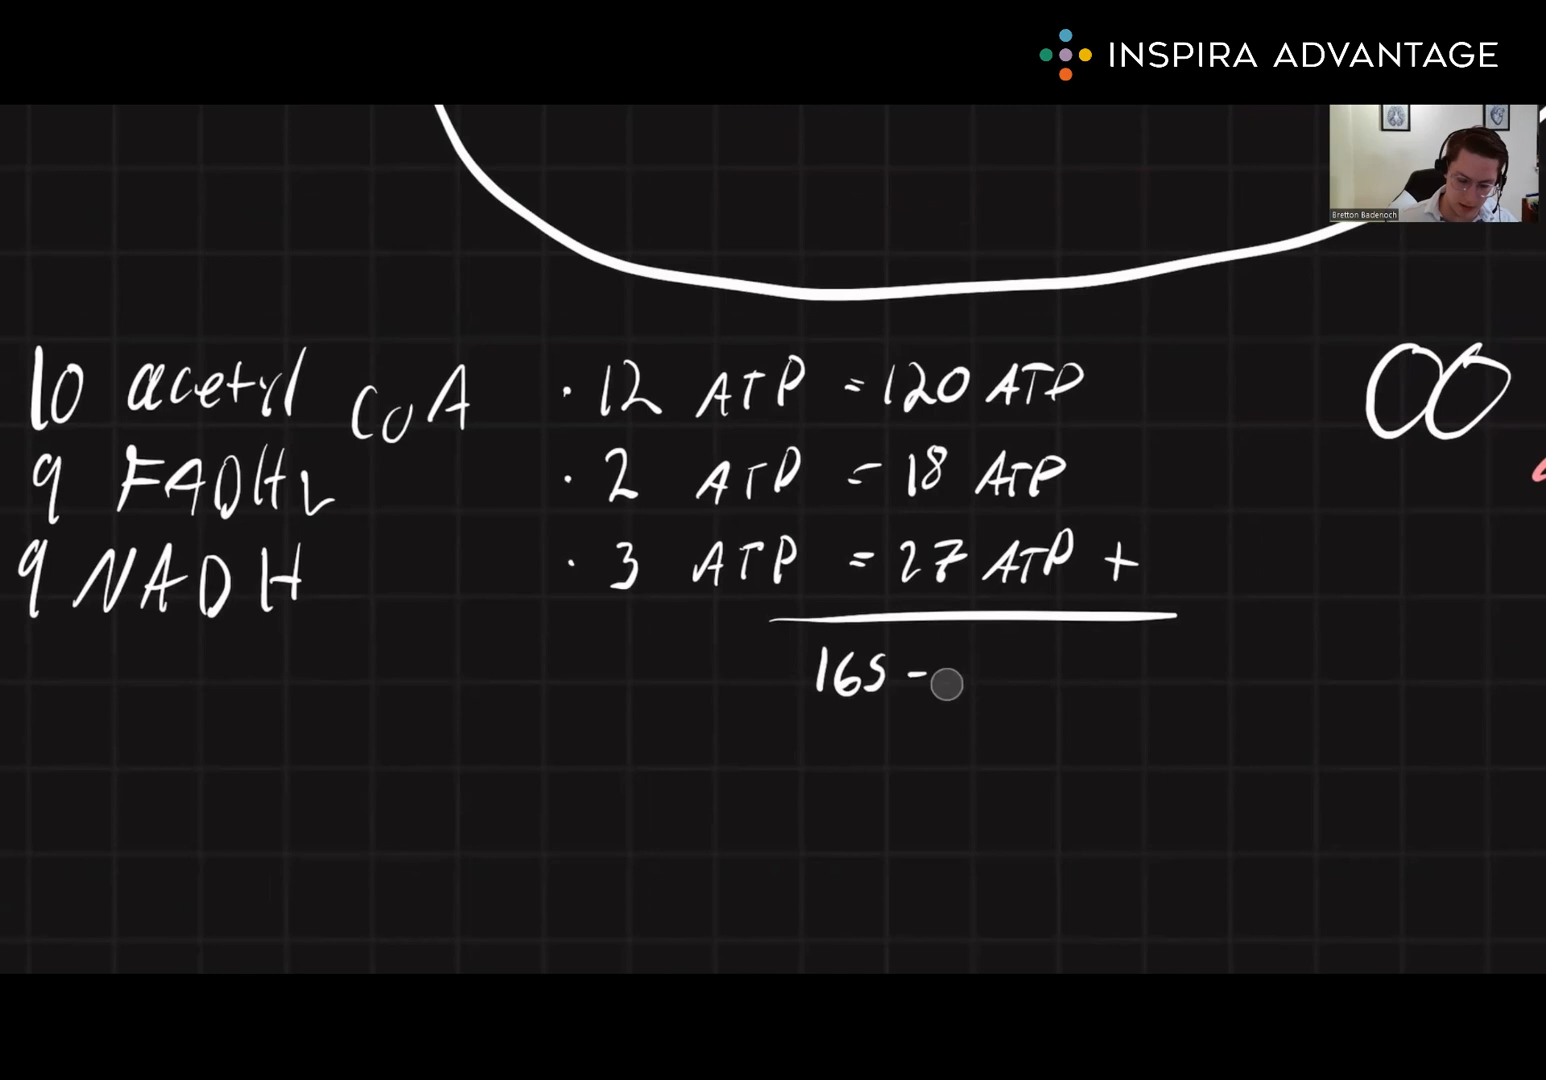 INSPIRA ADVANTAGE
Bretton Badenoch
10 acetyl CoA · 12 ATP = 120 ATP
9 FADH2 · 2 ATP = 18 ATP
9 NADH · 3 ATP = 27 ATP +
165 -